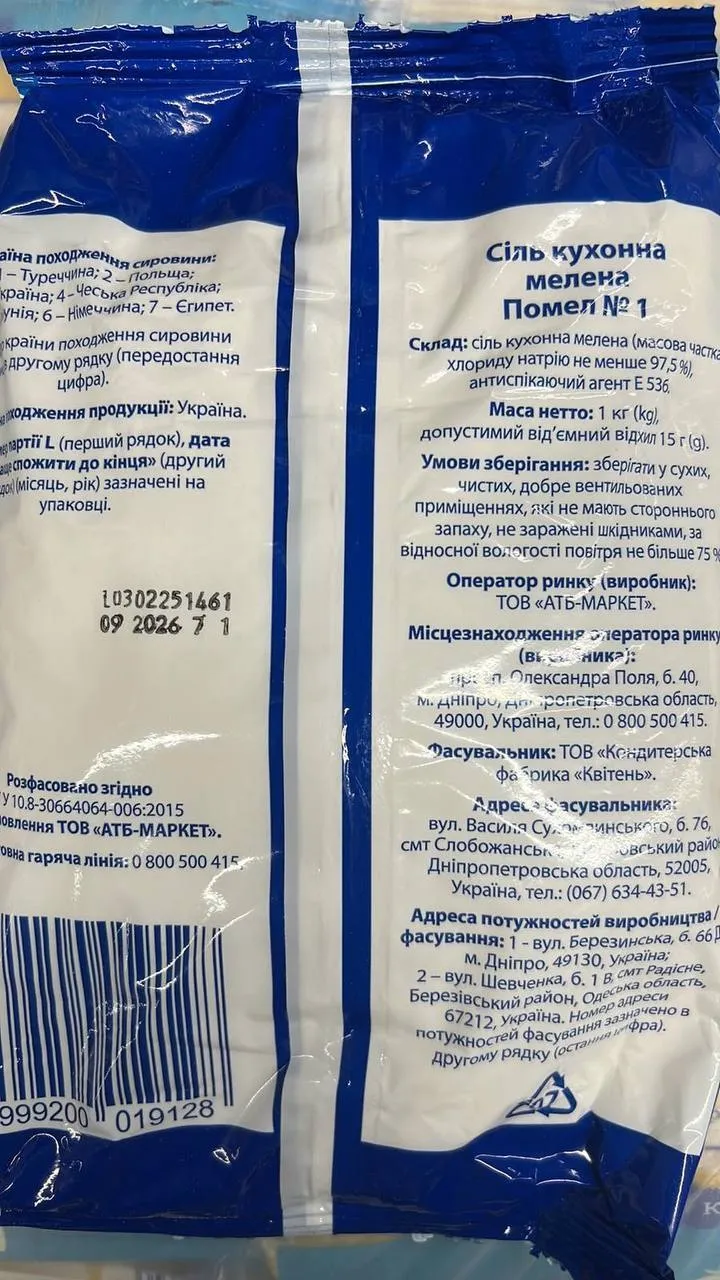 їна походження сировини:
1 – Туреччина; 2 – Польща;
країна; 4 – Чеська Республіка;
унія; 6 – Німеччина; 7 – Єгипет.
країни походження сировини
другому рядку (передостання
цифра).
походження продукції: Україна.
партії L (перший рядок), дата
спожити до кінця» (другий
(місяць, рік) зазначені на
упаковці.
L0302251461
09 2026 7 1
Розфасовано згідно
У 10.8-30664064-006:2015
ТОВ «АТБ-МАРКЕТ».
гаряча лінія: 0 800 500 415.
999200 019128
Сіль кухонна
мелена
Помел № 1
Склад: сіль кухонна мелена (масова частка
хлориду натрію не менше 97,5 %),
антиспікаючий агент Е 536.
Маса нетто: 1 кг (kg),
допустимий від'ємний відхил 15 г (g).
Умови зберігання: зберігати у сухих,
чистих, добре вентильованих
приміщеннях, які не мають стороннього
запаху, не заражені шкідниками, за
відносної вологості повітря не більше 75 %
Оператор ринку (виробник):
ТОВ «АТБ-МАРКЕТ».
Місцезнаходження оператора ринку
(виробника):
Олександра Поля, б. 40,
м. Дніпро, Дніпропетровська область,
49000, Україна, тел.: 0 800 500 415.
Фасувальник: ТОВ «Кондитерська
фабрика «Квітень».
Адреса фасувальника:
вул. Василя Сухомлинського, б. 76,
смт Слобожанськ
Дніпропетровська область, 52005,
Україна, тел.: (067) 634-43-51.
Адреса потужностей виробництва/
фасування: 1 - вул. Березинська, б. 66
м. Дніпро, 49130, Україна;
2 – вул. Шевченка, б. 1 В, смт Радісне,
Березівський район, Одеська область,
67212, Україна. Номер адреси
потужностей фасування зазначено в
другому рядку (остання цифра).